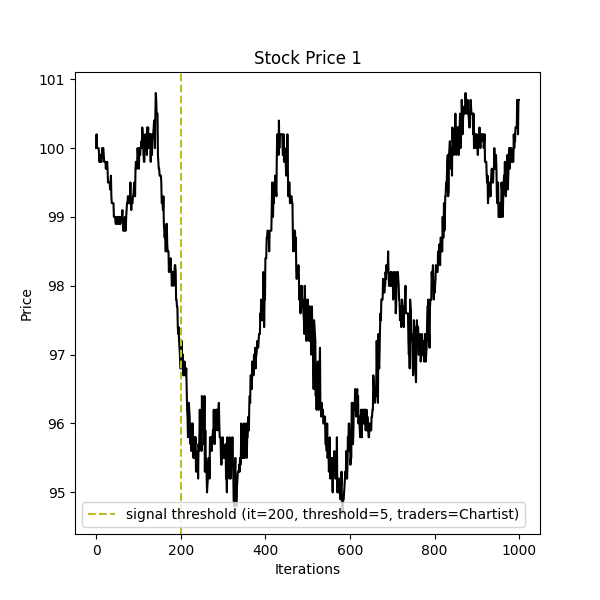 Stock Price 1
101
100
99
98
97
96
95
Price
signal threshold (it=200, threshold=5, traders=Chartist)
0 200 400 600 800 1000
Iterations